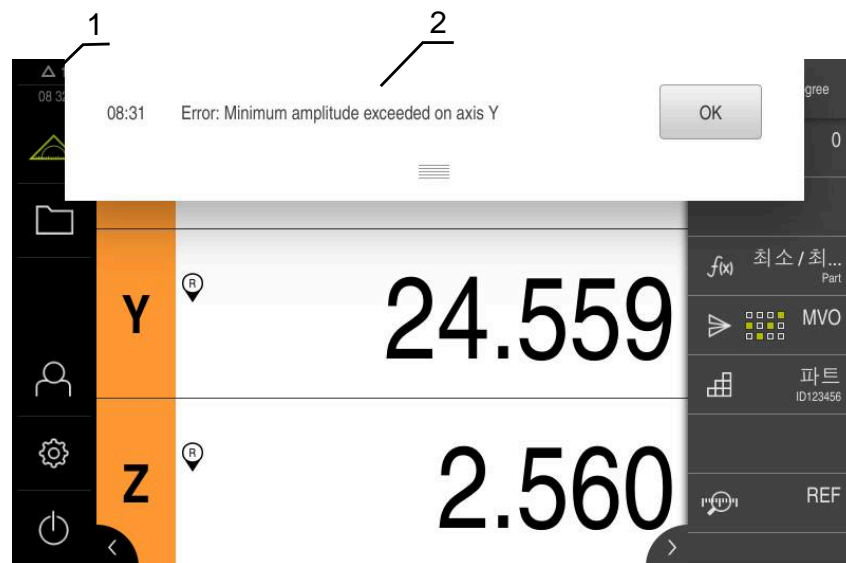 1
2
08:31
Error: Minimum amplitude exceeded on axis Y
OK
gree
0
Y
R
24.559
f(x)
최소 / 최...
Part
MVO
파트
ID123456
Z
R
2.560
REF